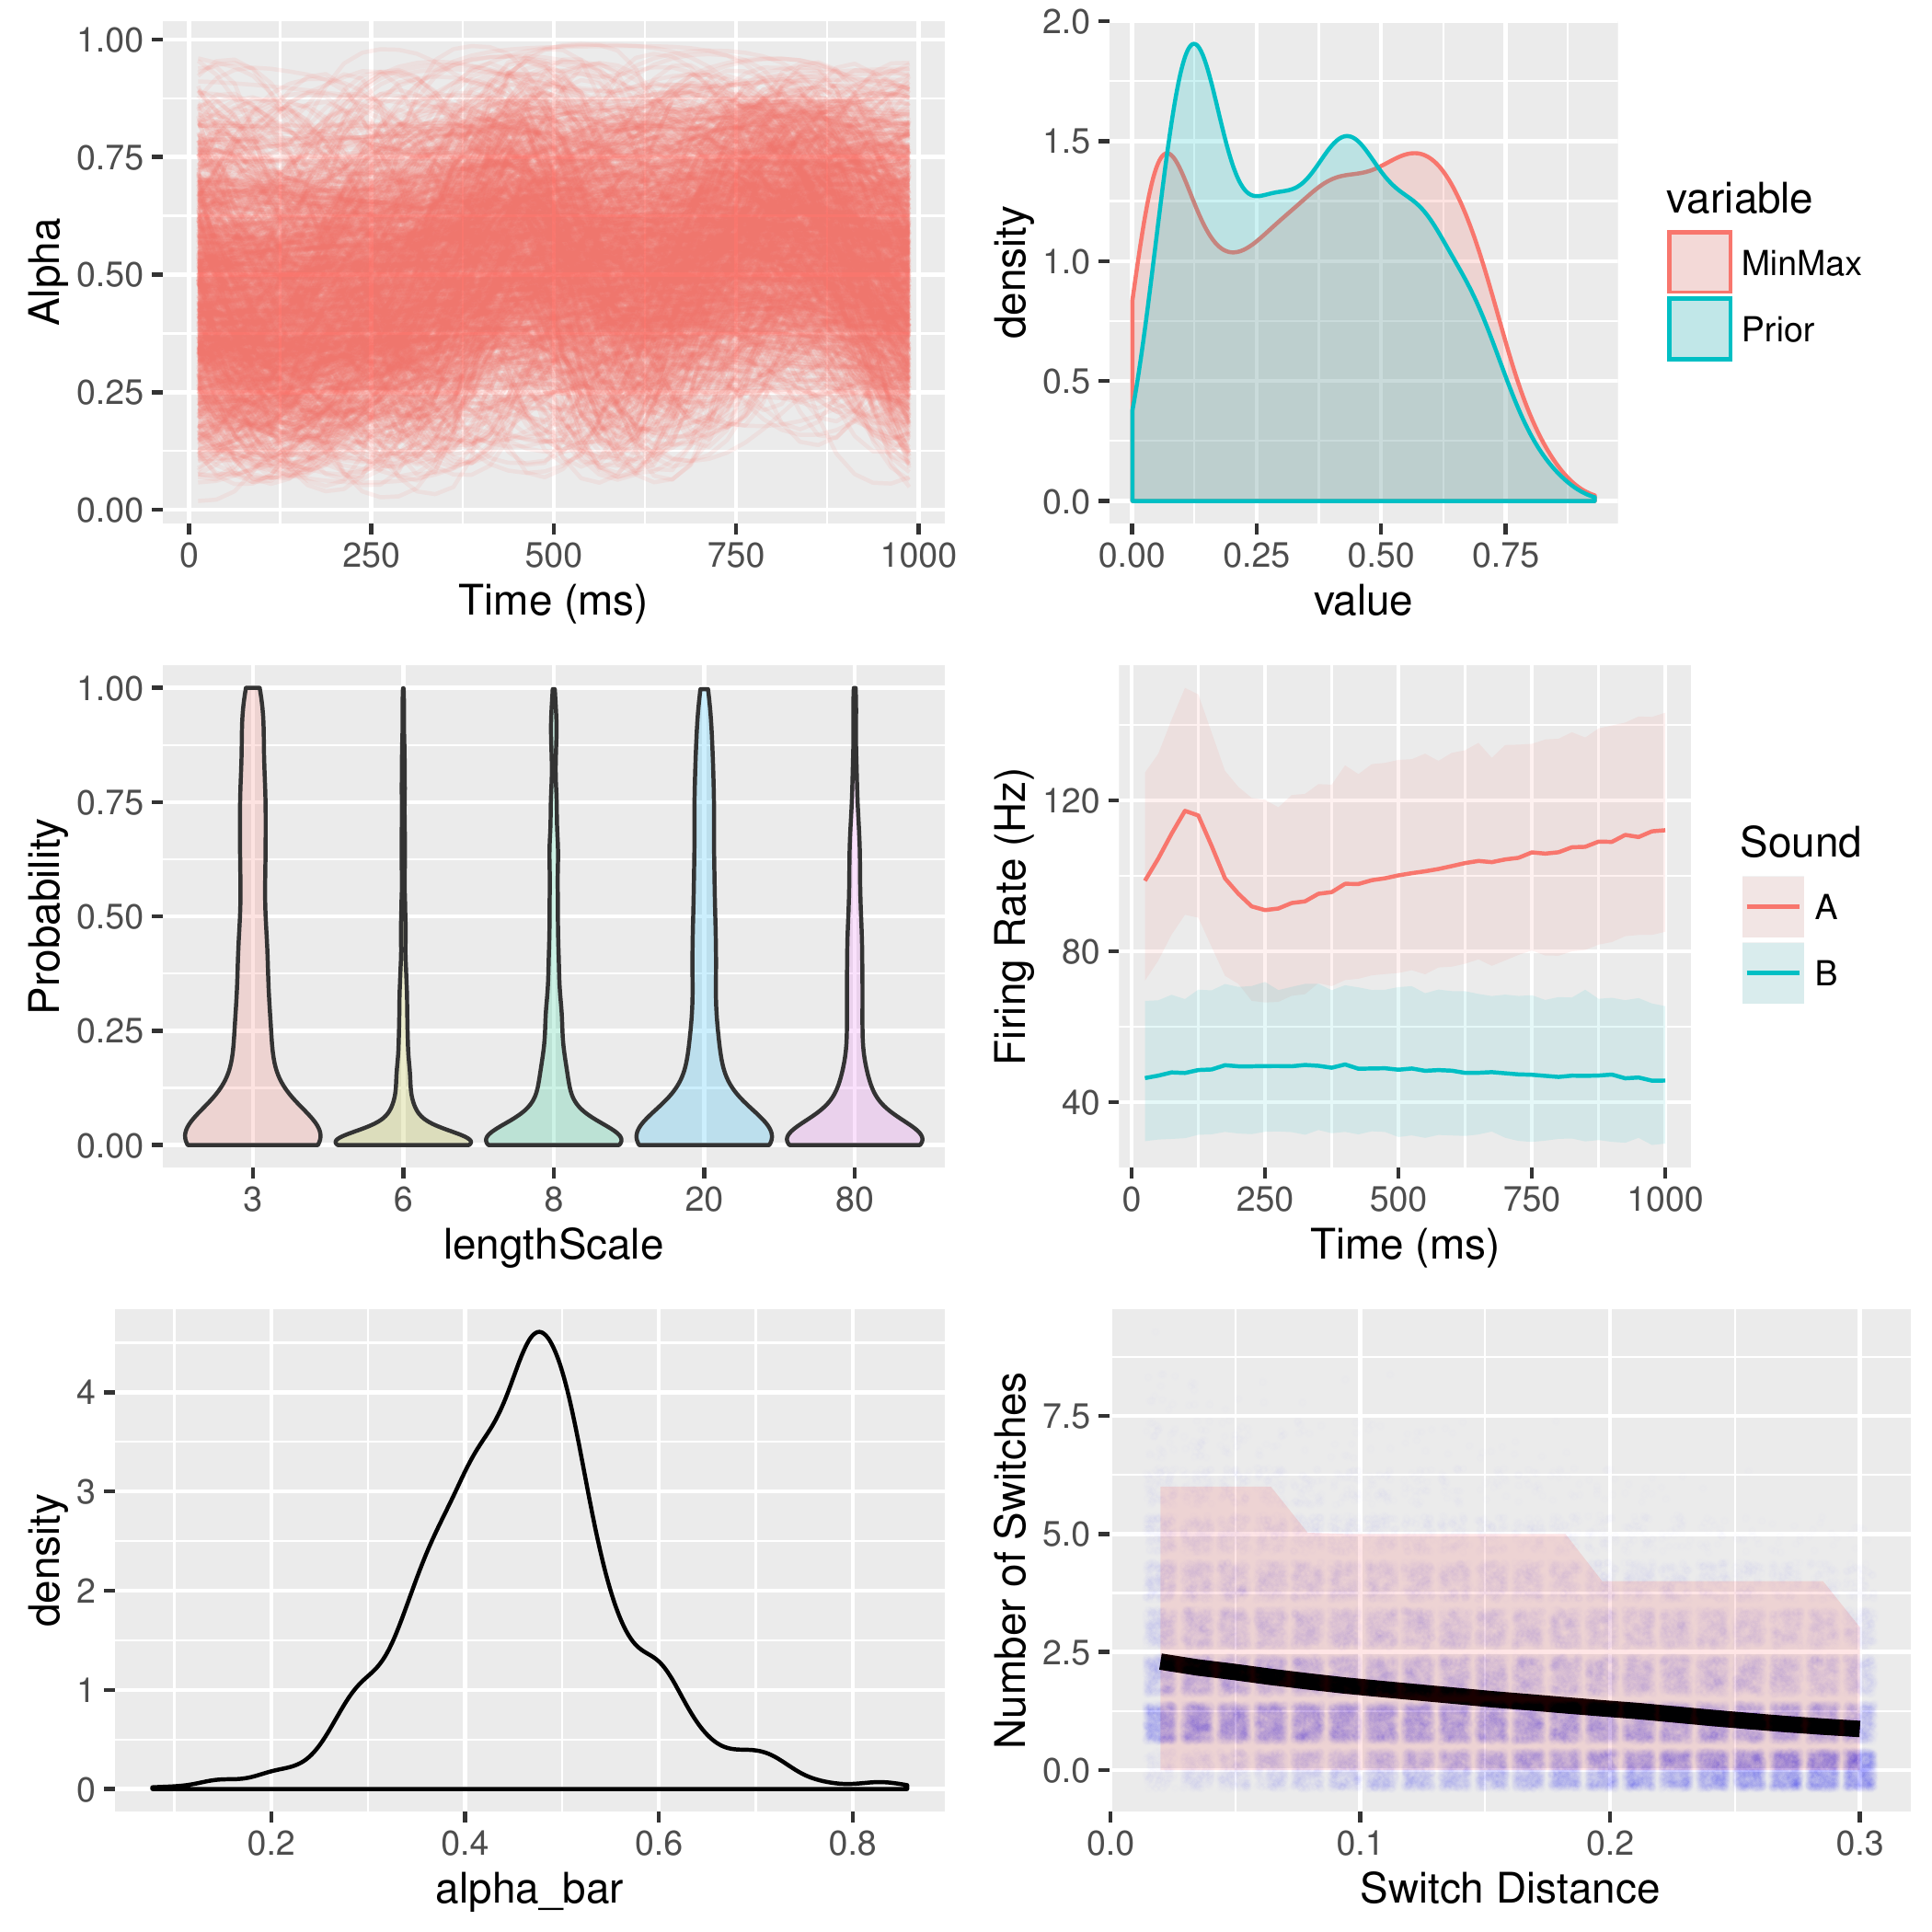 1.00
0.75
0.50
0.25
0.00
Alpha
0 250 500 750 1000
Time (ms)
2.0
1.5
1.0
0.5
0.0
density
0.00 0.25 0.50 0.75
value
variable
MinMax
Prior
1.00
0.75
0.50
0.25
0.00
Probability
3 6 8 20 80
lengthScale
120
80
40
Firing Rate (Hz)
0 250 500 750 1000
Time (ms)
Sound
A
B
4
3
2
1
0
density
0.2 0.4 0.6 0.8
alpha_bar
7.5
5.0
2.5
0.0
Number of Switches
0.0 0.1 0.2 0.3
Switch Distance